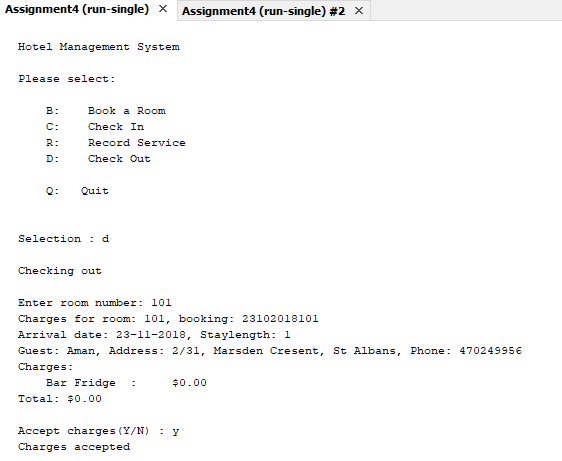 Assignment4 (run-single) × Assignment4 (run-single) #2 ×
Hotel Management System
Please select:
B: Book a Room
C: Check In
R: Record Service
D: Check Out
Q: Quit
Selection : d
Checking out
Enter room number: 101
Charges for room: 101, booking: 23102018101
Arrival date: 23-11-2018, Staylength: 1
Guest: Aman, Address: 2/31, Marsden Cresent, St Albans, Phone: 470249956
Charges:
Bar Fridge : $0.00
Total: $0.00
Accept charges(Y/N) : y
Charges accepted